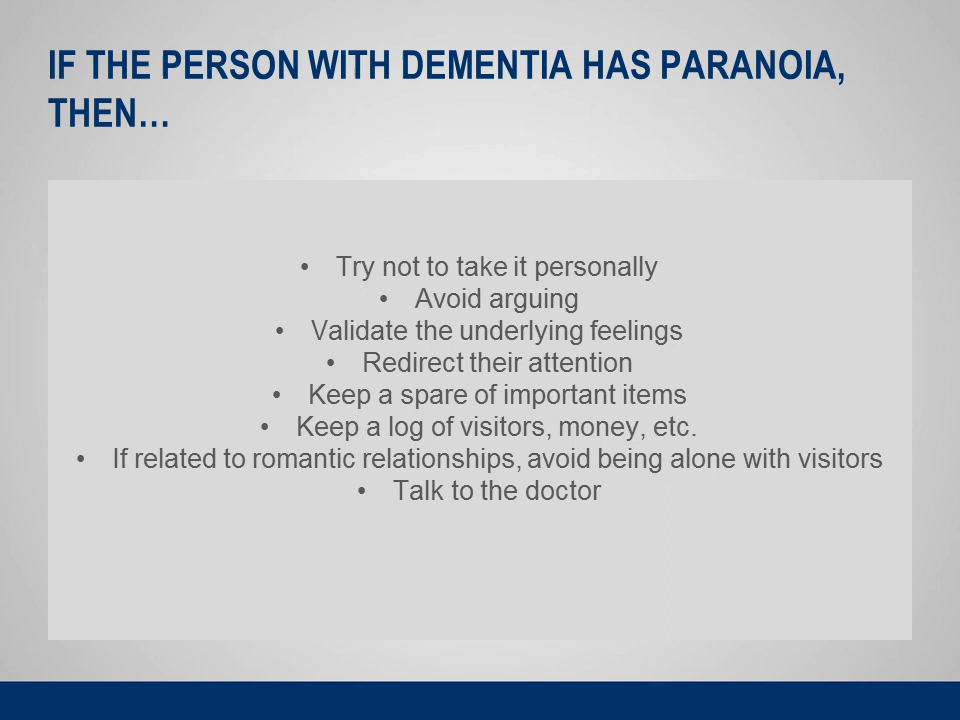 IF THE PERSON WITH DEMENTIA HAS PARANOIA,
THEN…
• Try not to take it personally
• Avoid arguing
• Validate the underlying feelings
• Redirect their attention
• Keep a spare of important items
• Keep a log of visitors, money, etc.
• If related to romantic relationships, avoid being alone with visitors
• Talk to the doctor